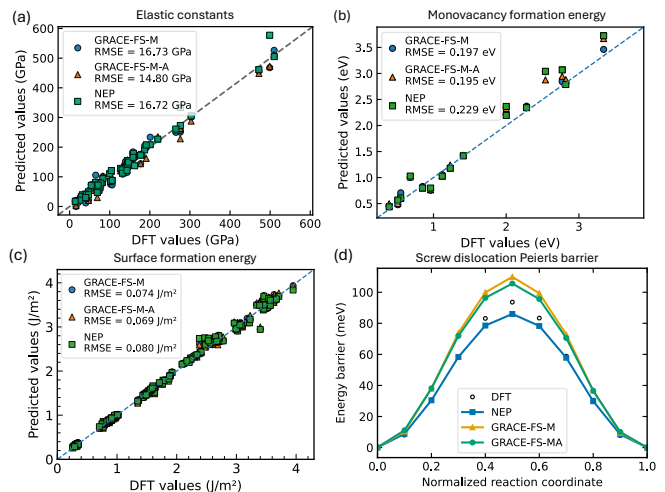 (a)
Elastic constants
600
500
400
300
200
100
0
Predicted values (GPa)
GRACE-FS-M
RMSE = 16.73 GPa
GRACE-FS-M-A
RMSE = 14.80 GPa
NEP
RMSE = 16.72 GPa
0 100 200 300 400 500 600
DFT values (GPa)
(b)
Monovacancy formation energy
3.5
3.0
2.5
2.0
1.5
1.0
0.5
Predicted values (eV)
GRACE-FS-M
RMSE = 0.197 eV
GRACE-FS-M-A
RMSE = 0.195 eV
NEP
RMSE = 0.229 eV
1 2 3
DFT values (eV)
(c)
Surface formation energy
4
3
2
1
0
Predicted values (J/m²)
GRACE-FS-M
RMSE = 0.074 J/m²
GRACE-FS-M-A
RMSE = 0.069 J/m²
NEP
RMSE = 0.080 J/m²
0 1 2 3 4
DFT values (J/m²)
(d)
Screw dislocation Peierls barrier
100
80
60
40
20
0
Energy barrier (meV)
DFT
NEP
GRACE-FS-M
GRACE-FS-MA
0.0 0.2 0.4 0.6 0.8 1.0
Normalized reaction coordinate